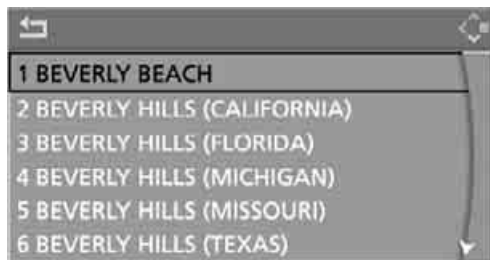 1 BEVERLY BEACH
2 BEVERLY HILLS (CALIFORNIA)
3 BEVERLY HILLS (FLORIDA)
4 BEVERLY HILLS (MICHIGAN)
5 BEVERLY HILLS (MISSOURI)
6 BEVERLY HILLS (TEXAS)